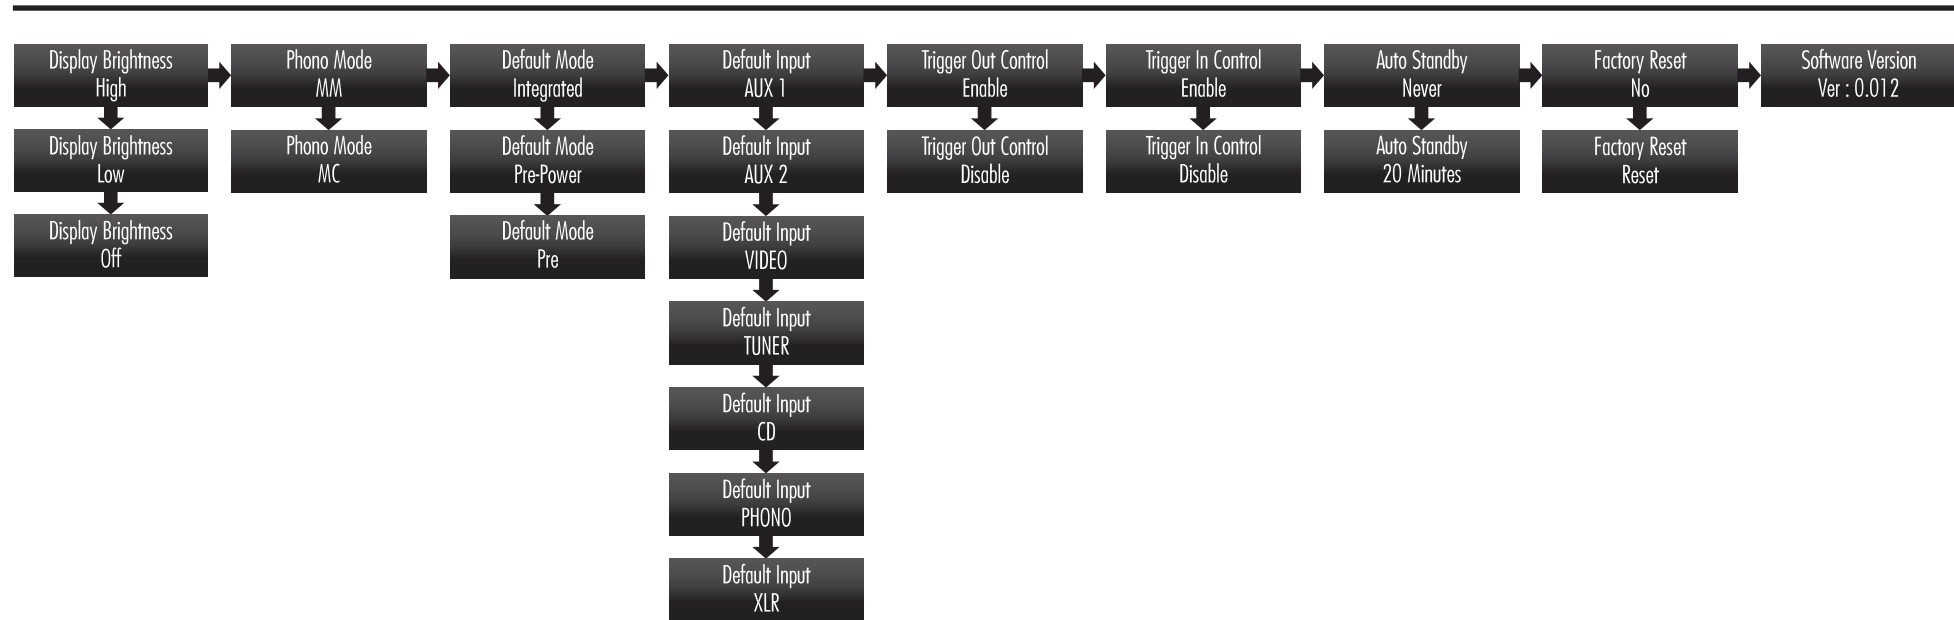 Display Brightness
High
Phono Mode
MM
Default Mode
Integrated
Default Input
AUX 1
Trigger Out Control
Enable
Trigger In Control
Enable
Auto Standby
Never
Factory Reset
No
Software Version
Ver : 0.012
Display Brightness
Low
Phono Mode
MC
Default Mode
Pre-Power
Default Input
AUX 2
Trigger Out Control
Disable
Trigger In Control
Disable
Auto Standby
20 Minutes
Factory Reset
Reset
Display Brightness
Off
Default Mode
Pre
Default Input
VIDEO
Default Input
TUNER
Default Input
CD
Default Input
PHONO
Default Input
XLR